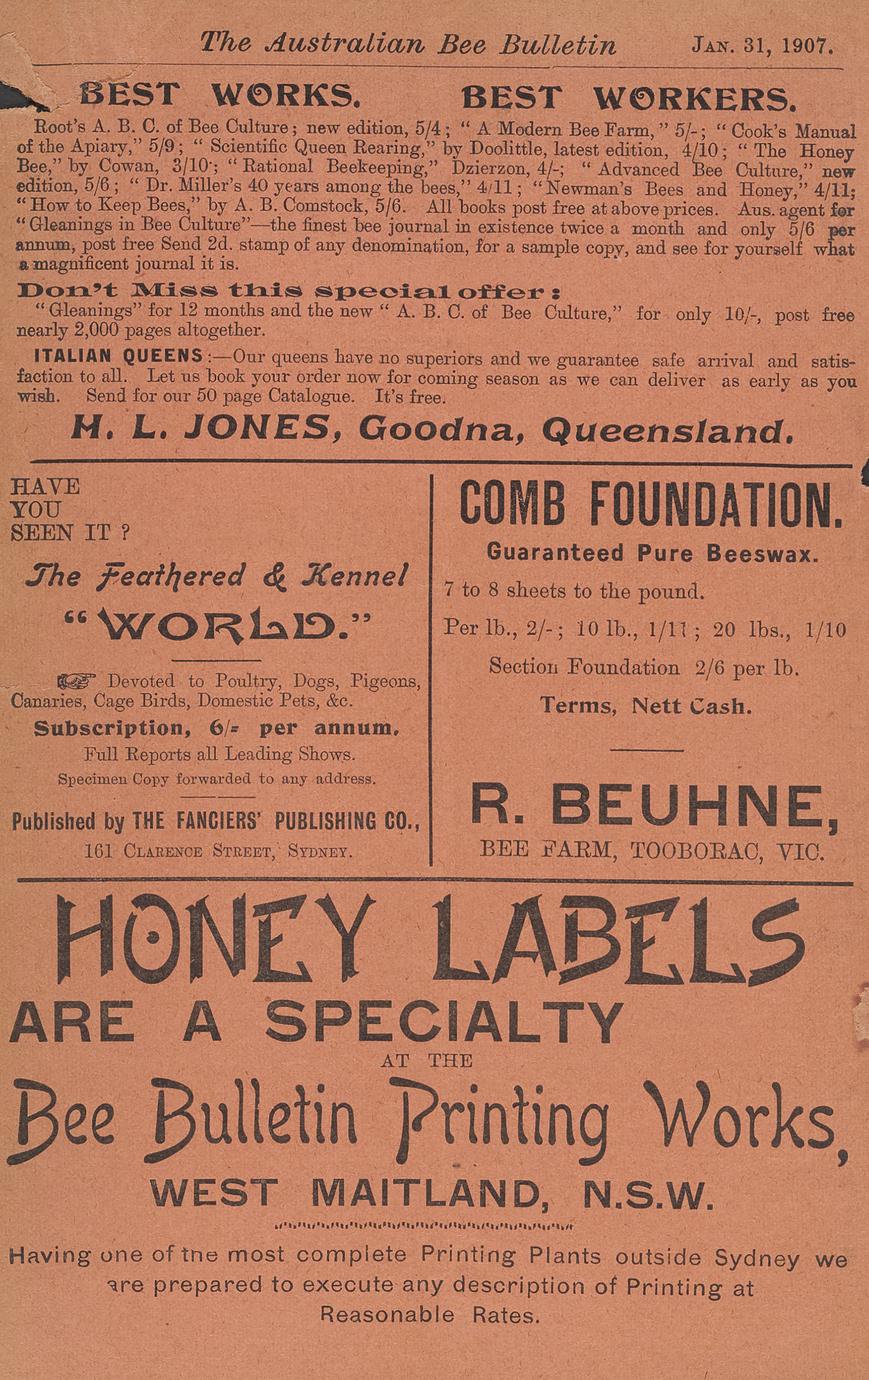 The Australian Bee Bulletin JAN. 31, 1907.
BEST WORKS. BEST WORKERS.
Root's A. B. C. of Bee Culture; new edition, 5/4; " A Modern Bee Farm, " 5/-; " Cook's Manual
of the Apiary," 5/9; " Scientific Queen Rearing," by Doolittle, latest edition, 4/10; " The Honey
Bee," by Cowan, 3/10; " Rational Beekeeping," Dzierzon, 4/-; " Advanced Bee Culture," new
edition, 5/6; " Dr. Miller's 40 years among the bees," 4/11; "Newman's Bees and Honey," 4/11;
"How to Keep Bees," by A. B. Comstock, 5/6. All books post free at above prices. Aus. agent for
"Gleanings in Bee Culture"—the finest bee journal in existence twice a month and only 5/6 per
annum, post free Send 2d. stamp of any denomination, for a sample copy, and see for yourself what
a magnificent journal it is.
Don't Miss this special offer:
"Gleanings" for 12 months and the new " A. B. C. of Bee Culture," for only 10/-, post free
nearly 2,000 pages altogether.
ITALIAN QUEENS:—Our queens have no superiors and we guarantee safe arrival and satis-
faction to all. Let us book your order now for coming season as we can deliver as early as you
wish. Send for our 50 page Catalogue. It's free.
H. L. JONES, Goodna, Queensland.
HAVE
YOU
SEEN IT ?
The Feathered & Kennel
"WORLD."
Devoted to Poultry, Dogs, Pigeons,
Canaries, Cage Birds, Domestic Pets, &c.
Subscription, 6/= per annum.
Full Reports all Leading Shows.
Specimen Copy forwarded to any address.
Published by THE FANCIERS' PUBLISHING CO.,
161 CLARENCE STREET, SYDNEY.
COMB FOUNDATION.
Guaranteed Pure Beeswax.
7 to 8 sheets to the pound.
Per lb., 2/-; 10 lb., 1/11; 20 lbs., 1/10
Section Foundation 2/6 per lb.
Terms, Nett Cash.
R. BEUHNE,
BEE FARM, TOOBORAC, VIC.
HONEY LABELS
ARE A SPECIALTY
AT THE
Bee Bulletin Printing Works,
WEST MAITLAND, N.S.W.
Having one of the most complete Printing Plants outside Sydney we
are prepared to execute any description of Printing at
Reasonable Rates.